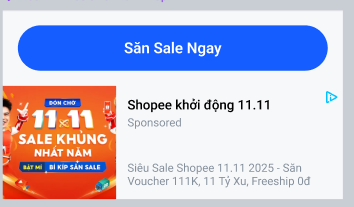 Săn Sale Ngay
ĐÓN CHỜ
11 x 11
SALE KHỦNG
NHẤT NĂM
BẬT MÍ BÍ KÍP SĂN SALE
Shopee khởi động 11.11
Sponsored
Siêu Sale Shopee 11.11 2025 - Săn
Voucher 111K, 11 Tỷ Xu, Freeship 0đ